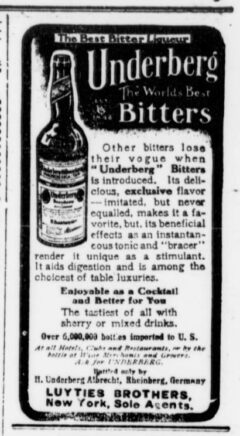 The Best Bitter Liqueur
Underberg
The Worlds Best
Bitters
Other bitters lose
their vogue when
"Underberg" Bitters
is introduced. Its deli-
cious, exclusive flavor
—imitated, but never
equalled, makes it a fa-
vorite, but, its beneficial
effects as an instantan-
eous tonic and "bracer"
render it unique as a stimulant.
It aids digestion and is among the
choicest of table luxuries.
Enjoyable as a Cocktail
and Better for You
The tastiest of all with
sherry or mixed drinks.
Over 6,000,000 bottles imported to U. S.
At all Hotels, Clubs and Restaurants, or by the
bottle at Wine Merchants and Grocers.
Ask for UNDERBERG.
Bottled only by
H. Underberg Albrecht, Rheinberg, Germany
LUYTIES BROTHERS,
New York, Sole Agents.